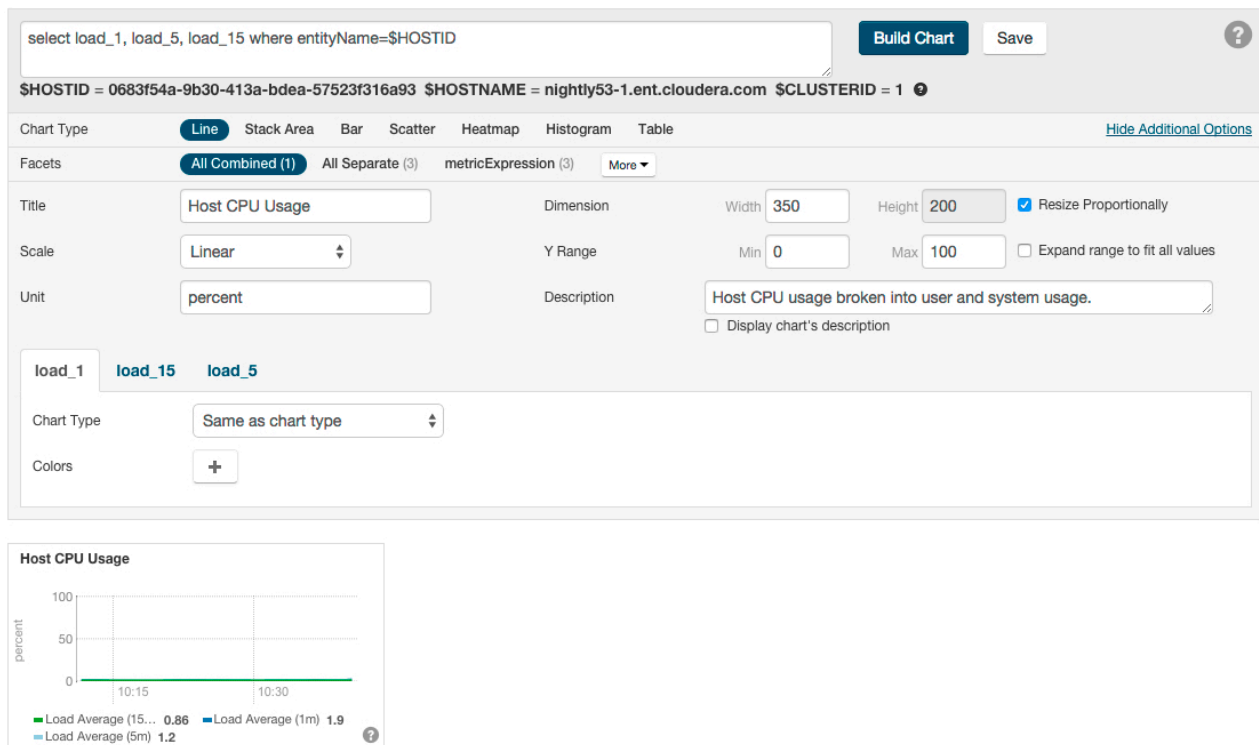 select load_1, load_5, load_15 where entityName=$HOSTID
Build Chart
Save
?
$HOSTID = 0683f54a-9b30-413a-bdea-57523f316a93 $HOSTNAME = nightly53-1.ent.cloudera.com $CLUSTERID = 1 ?
Chart Type Line Stack Area Bar Scatter Heatmap Histogram Table Hide Additional Options
Facets All Combined (1) All Separate (3) metricExpression (3) More
Title Host CPU Usage Dimension Width 350 Height 200 Resize Proportionally
Scale Linear Y Range Min 0 Max 100 Expand range to fit all values
Unit percent Description Host CPU usage broken into user and system usage.
Display chart's description
load_1 load_15 load_5
Chart Type Same as chart type
Colors +
Host CPU Usage
100
percent
50
0
10:15 10:30
Load Average (15... 0.86 Load Average (1m) 1.9
Load Average (5m) 1.2 ?